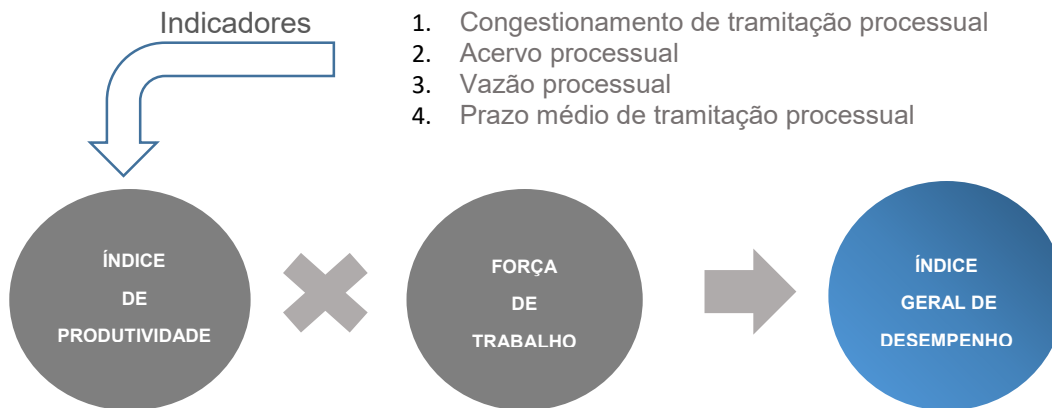 Indicadores
1. Congestionamento de tramitação processual
2. Acervo processual
3. Vazão processual
4. Prazo médio de tramitação processual
ÍNDICE
DE
PRODUTIVIDADE
FORÇA
DE
TRABALHO
ÍNDICE
GERAL DE
DESEMPENHO